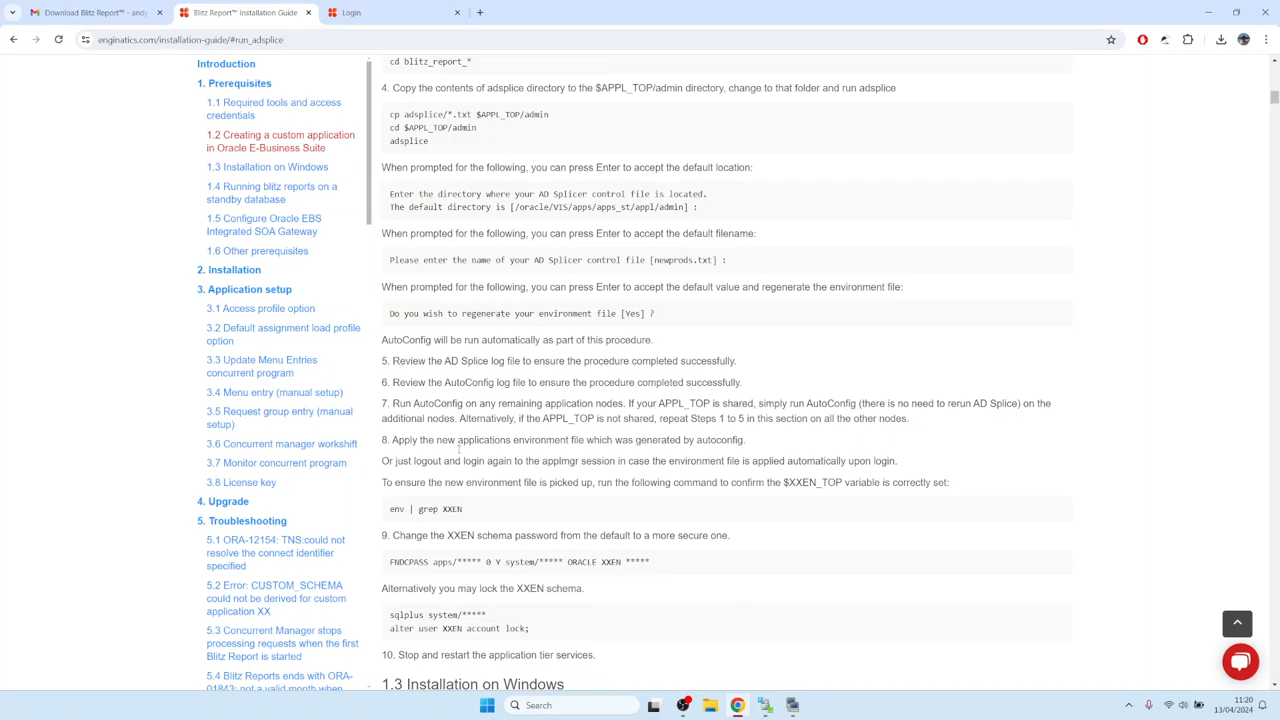 Download Blitz Report™ - andy
Blitz Report™ Installation Guide
Login
enginatics.com/installation-guide/#run_adsplice
Introduction
1. Prerequisites
1.1 Required tools and access
credentials
1.2 Creating a custom application
in Oracle E-Business Suite
1.3 Installation on Windows
1.4 Running blitz reports on a
standby database
1.5 Configure Oracle EBS
Integrated SOA Gateway
1.6 Other prerequisites
2. Installation
3. Application setup
3.1 Access profile option
3.2 Default assignment load profile
option
3.3 Update Menu Entries
concurrent program
3.4 Menu entry (manual setup)
3.5 Request group entry (manual
setup)
3.6 Concurrent manager workshift
3.7 Monitor concurrent program
3.8 License key
4. Upgrade
5. Troubleshooting
5.1 ORA-12154: TNS:could not
resolve the connect identifier
specified
5.2 Error: CUSTOM_SCHEMA
could not be derived for custom
application XX
5.3 Concurrent Manager stops
processing requests when the first
Blitz Report is started
5.4 Blitz Reports ends with ORA-
01843: not a valid month when
cd blitz_report_*
4. Copy the contents of adsplice directory to the $APPL_TOP/admin directory, change to that folder and run adsplice
cp adsplice/*.txt $APPL_TOP/admin
cd $APPL_TOP/admin
adsplice
When prompted for the following, you can press Enter to accept the default location:
Enter the directory where your AD Splicer control file is located.
The default directory is [/oracle/VIS/apps/apps_st/appl/admin] :
When prompted for the following, you can press Enter to accept the default filename:
Please enter the name of your AD Splicer control file [newprods.txt] :
When prompted for the following, you can press Enter to accept the default value and regenerate the environment file:
Do you wish to regenerate your environment file [Yes] ?
AutoConfig will be run automatically as part of this procedure.
5. Review the AD Splice log file to ensure the procedure completed successfully.
6. Review the AutoConfig log file to ensure the procedure completed successfully.
7. Run AutoConfig on any remaining application nodes. If your APPL_TOP is shared, simply run AutoConfig (there is no need to rerun AD Splice) on the
additional nodes. Alternatively, if the APPL_TOP is not shared, repeat Steps 1 to 5 in this section on all the other nodes.
8. Apply the new applications environment file which was generated by autoconfig.
Or just logout and login again to the applmgr session in case the environment file is applied automatically upon login.
To ensure the new environment file is picked up, run the following command to confirm the $XXEN_TOP variable is correctly set:
env | grep XXEN
9. Change the XXEN schema password from the default to a more secure one.
FNDCPASS apps/***** 0 Y system/***** ORACLE XXEN *****
Alternatively you may lock the XXEN schema.
sqlplus system/*****
alter user XXEN account lock;
10. Stop and restart the application tier services.
1.3 Installation on Windows
Search
11:20
13/04/2024